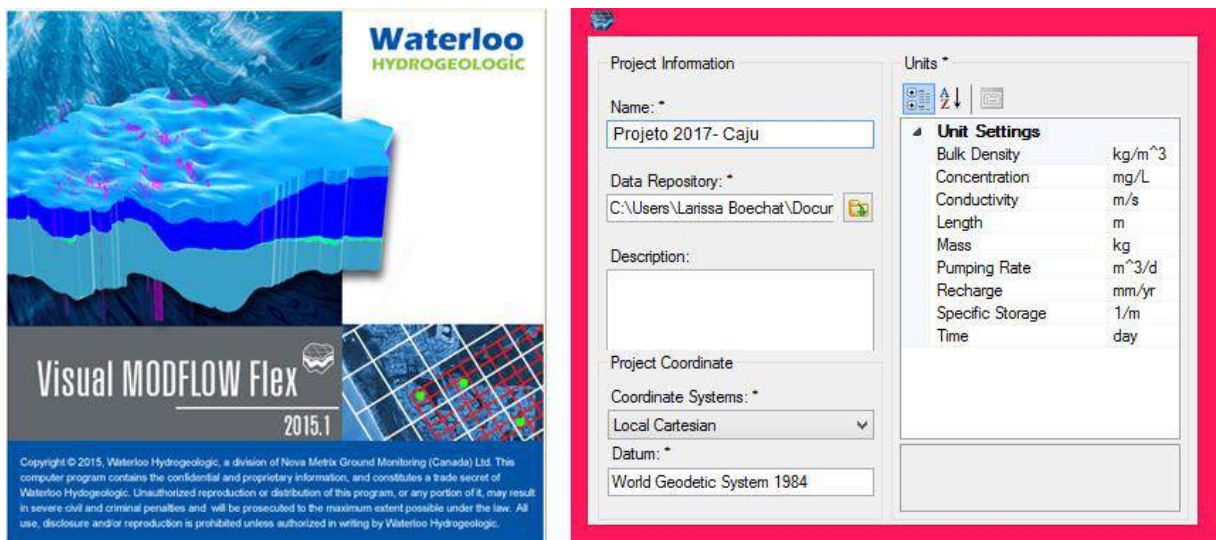 Waterloo
HYDROGEOLOGIC
Visual MODFLOW Flex
2015.1
Copyright © 2015, Waterloo Hydrogeologic, a division of Nova Metrix Ground Monitoring (Canada) Ltd. This
computer program contains the confidential and proprietary information, and constitutes a trade secret of
Waterloo Hydogeologic. Unauthorized reproduction or distribution of this program, or any portion of it, may result
in severe civil and criminal penalties and will be prosecuted to the maximum extent possible under the law. All
use, disclosure and/or reproduction is prohibited unless authorized in writing by Waterloo Hydrogeologic.
Project Information
Name: *
Projeto 2017- Caju
Data Repository: *
C:\Users\Larissa Boechat\Docur
Description:
Project Coordinate
Coordinate Systems: *
Local Cartesian
Datum: *
World Geodetic System 1984
Units *
Unit Settings
Bulk Density kg/m^3
Concentration mg/L
Conductivity m/s
Length m
Mass kg
Pumping Rate m^3/d
Recharge mm/yr
Specific Storage 1/m
Time day